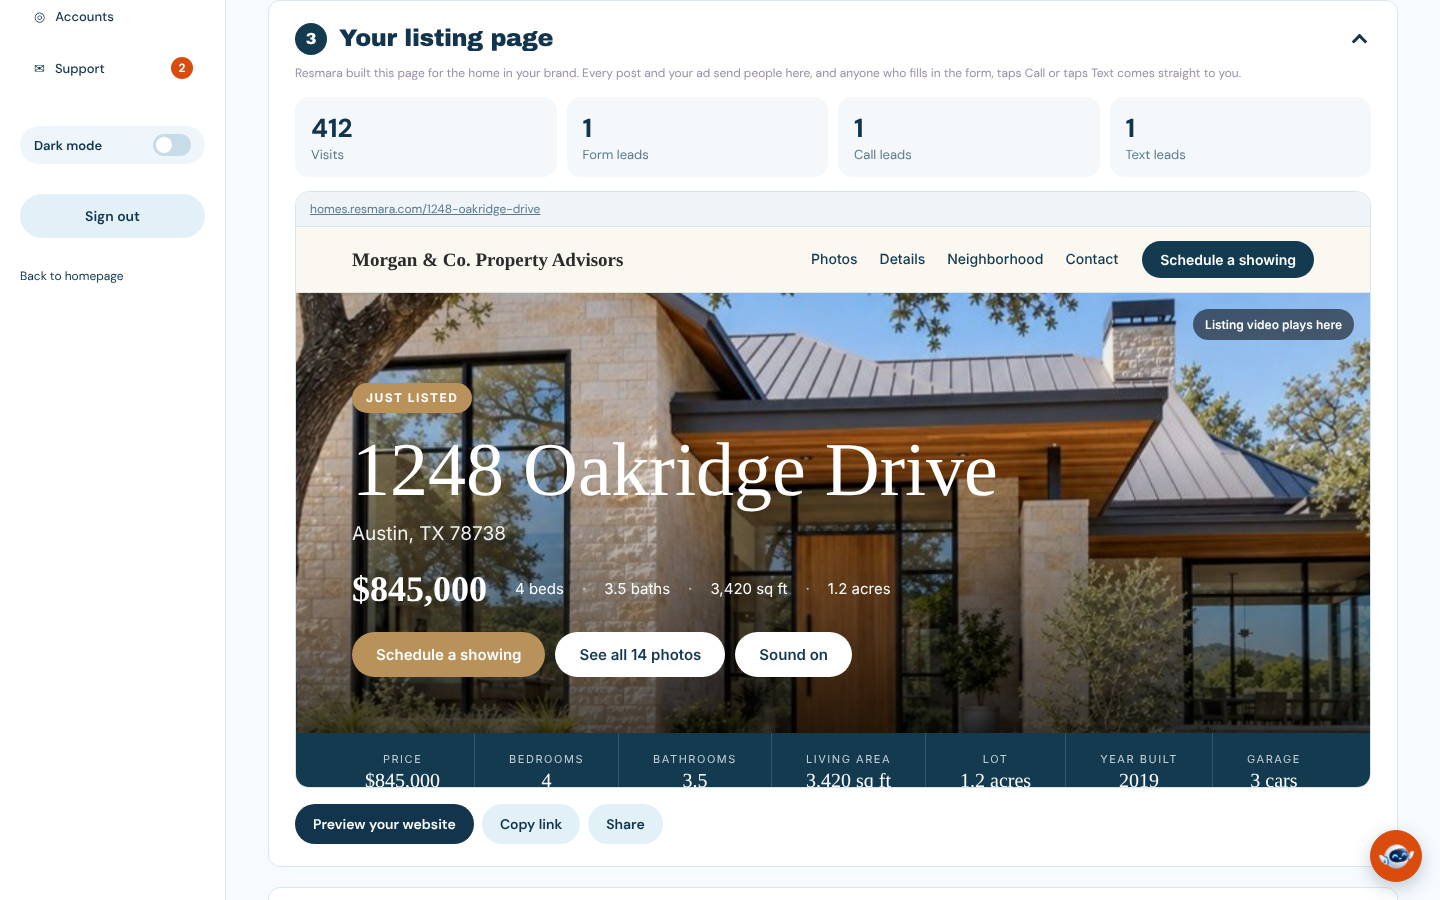 Accounts
Support
2
Dark mode
Sign out
Back to homepage
3
Your listing page
Resmara built this page for the home in your brand. Every post and your ad send people here, and anyone who fills in the form, taps Call or taps Text comes straight to you.
412
Visits
1
Form leads
1
Call leads
1
Text leads
homes.resmara.com/1248-oakridge-drive
Morgan & Co. Property Advisors
Photos Details Neighborhood Contact Schedule a showing
Listing video plays here
JUST LISTED
1248 Oakridge Drive
Austin, TX 78738
$845,000 4 beds · 3.5 baths · 3,420 sq ft · 1.2 acres
Schedule a showing See all 14 photos Sound on
PRICE BEDROOMS BATHROOMS LIVING AREA LOT YEAR BUILT GARAGE
$845,000 4 3.5 3,420 sq ft 1.2 acres 2019 3 cars
Preview your website Copy link Share